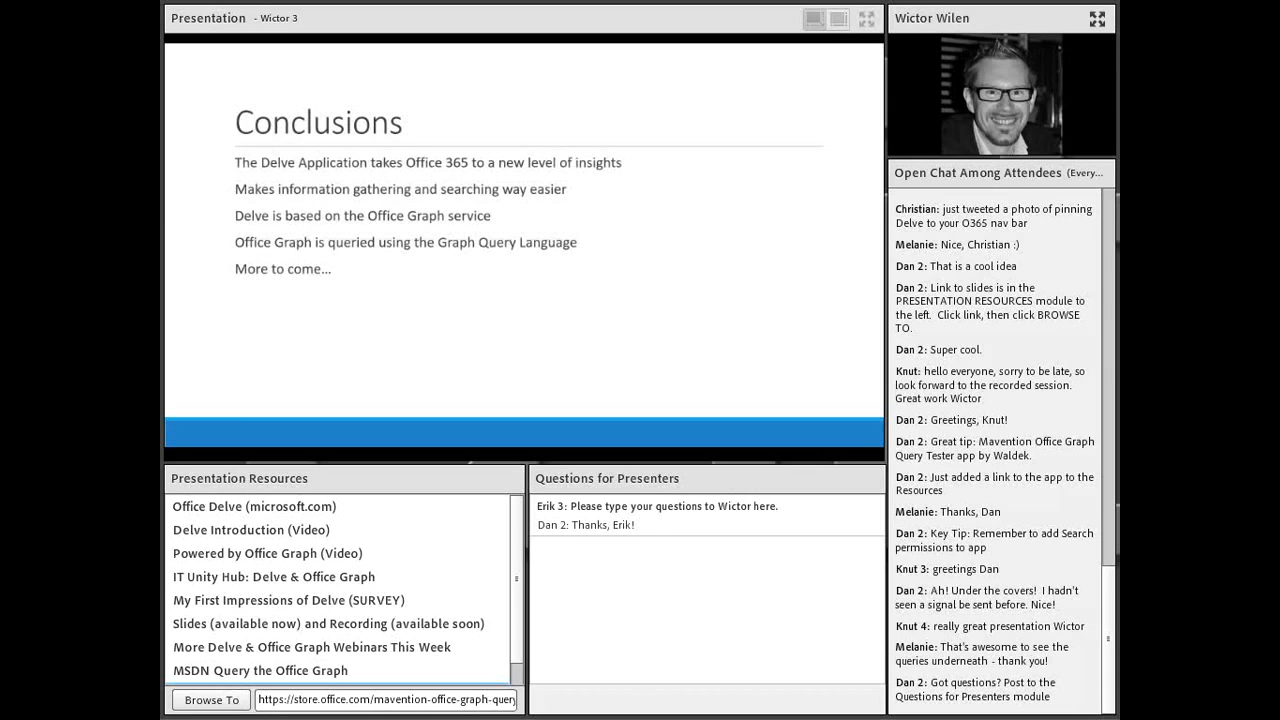 Presentation - Wictor 3
Conclusions
The Delve Application takes Office 365 to a new level of insights
Makes information gathering and searching way easier
Delve is based on the Office Graph service
Office Graph is queried using the Graph Query Language
More to come...
Presentation Resources
Office Delve (microsoft.com)
Delve Introduction (Video)
Powered by Office Graph (Video)
IT Unity Hub: Delve & Office Graph
My First Impressions of Delve (SURVEY)
Slides (available now) and Recording (available soon)
More Delve & Office Graph Webinars This Week
MSDN Query the Office Graph
Browse To
https://store.office.com/mavention-office-graph-query
Questions for Presenters
Erik 3: Please type your questions to Wictor here.
Dan 2: Thanks, Erik!
Wictor Wilen
Open Chat Among Attendees (Every...
Christian: just tweeted a photo of pinning
Delve to your O365 nav bar
Melanie: Nice, Christian :)
Dan 2: That is a cool idea
Dan 2: Link to slides is in the
PRESENTATION RESOURCES module to
the left. Click link, then click BROWSE
TO.
Dan 2: Super cool.
Knut: hello everyone, sorry to be late, so
look forward to the recorded session.
Great work Wictor
Dan 2: Greetings, Knut!
Dan 2: Great tip: Mavention Office Graph
Query Tester app by Waldek.
Dan 2: Just added a link to the app to the
Resources
Melanie: Thanks, Dan
Dan 2: Key Tip: Remember to add Search
permissions to app
Knut 3: greetings Dan
Dan 2: Ah! Under the covers! I hadn't
seen a signal be sent before. Nice!
Knut 4: really great presentation Wictor
Melanie: That's awesome to see the
queries underneath - thank you!
Dan 2: Got questions? Post to the
Questions for Presenters module